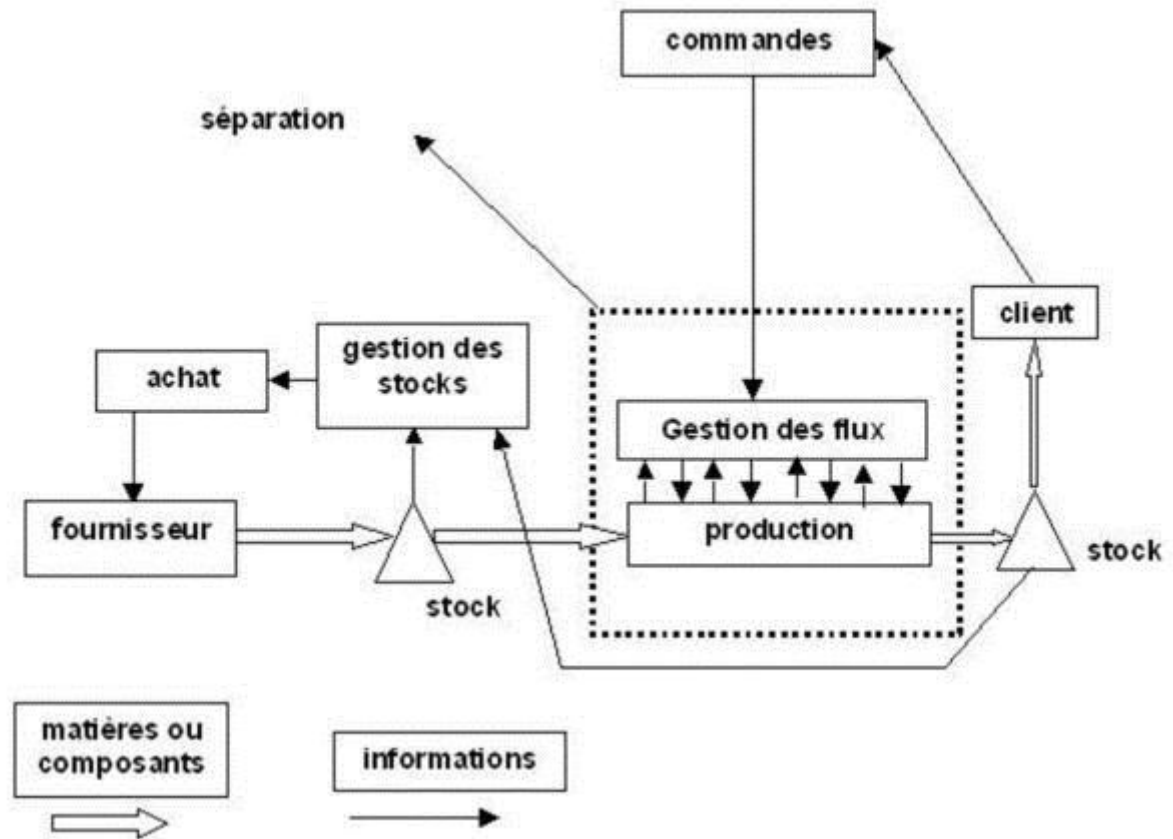 commandes
séparation
client
gestion des
stocks
achat
Gestion des flux
fournisseur
production
stock
stock
matières ou
composants
informations